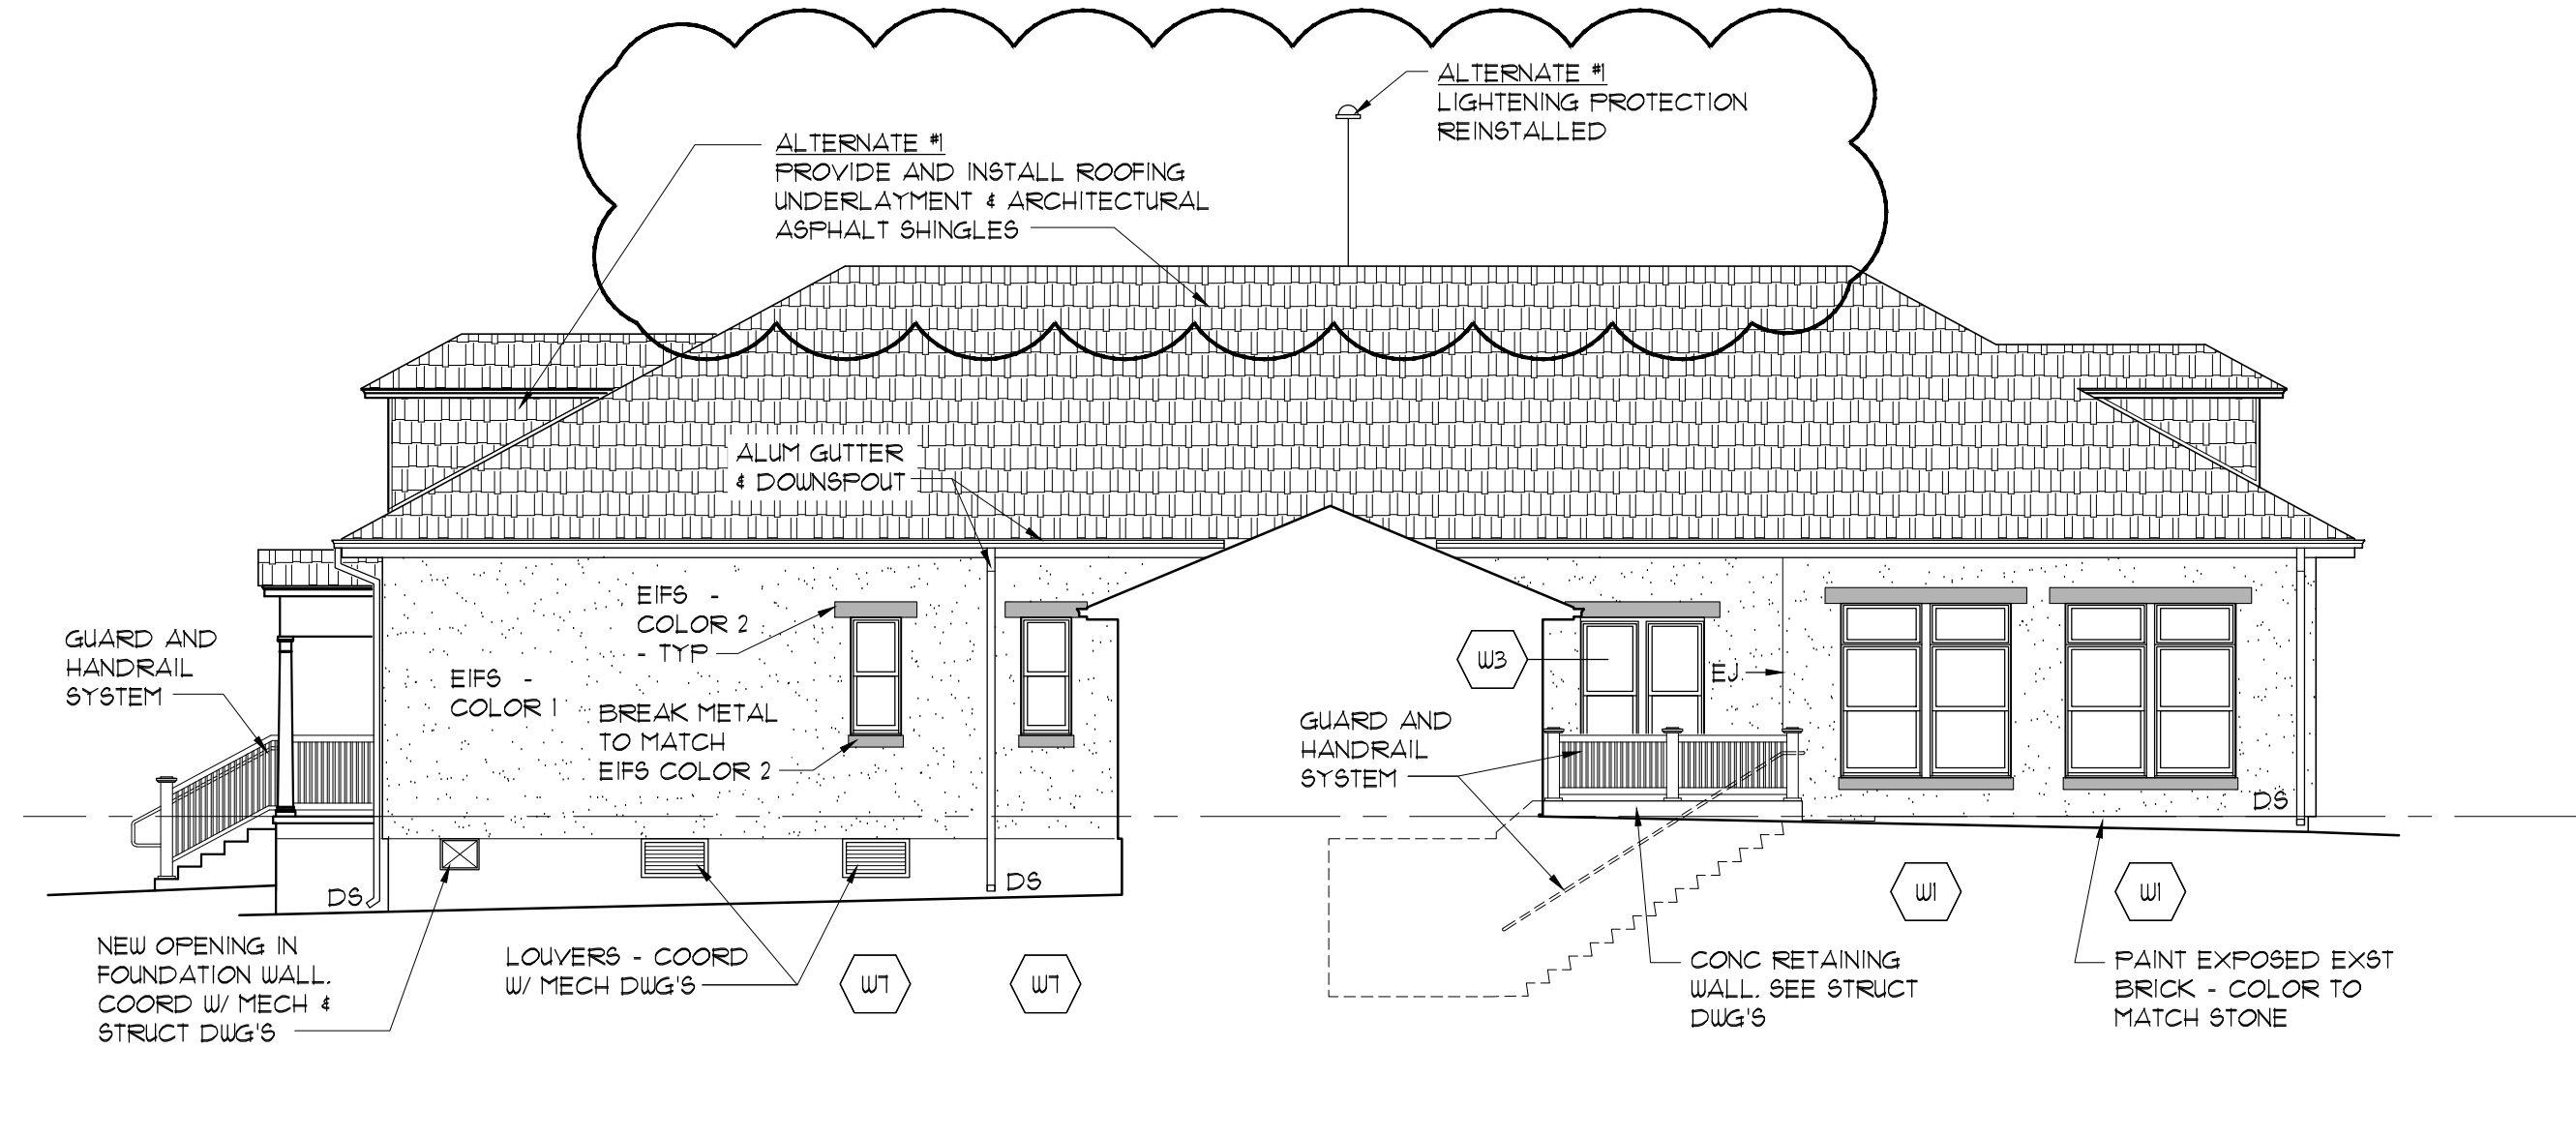 ALTERNATE #1
LIGHTENING PROTECTION
REINSTALLED
ALTERNATE #1
PROVIDE AND INSTALL ROOFING
UNDERLAYMENT & ARCHITECTURAL
ASPHALT SHINGLES
ALUM GUTTER
& DOWNSPOUT
GUARD AND
HANDRAIL
SYSTEM
EIFS -
COLOR 2
- TYP
EIFS -
COLOR 1
BREAK METAL
TO MATCH
EIFS COLOR 2
W3
EJ
GUARD AND
HANDRAIL
SYSTEM
DS
DS
DS
W1
W1
NEW OPENING IN
FOUNDATION WALL.
COORD W/ MECH &
STRUCT DWG'S
LOUVERS - COORD
W/ MECH DWG'S
W7
W7
CONC RETAINING
WALL. SEE STRUCT
DWG'S
PAINT EXPOSED EXST
BRICK - COLOR TO
MATCH STONE